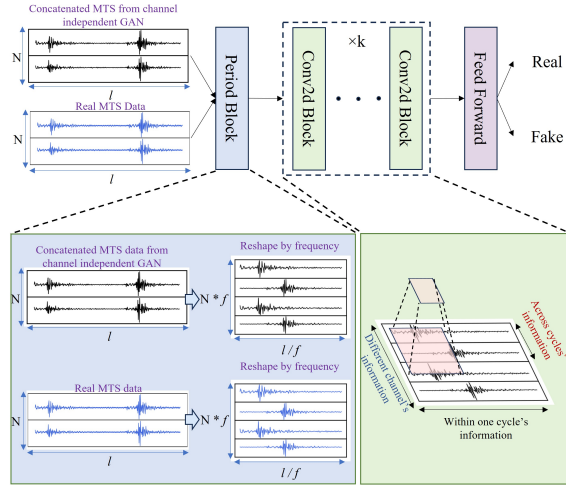 Concatenated MTS from channel
independent GAN
N
l
Real MTS Data
N
l
Period Block
Conv2d Block
×k
Conv2d Block
Feed Forward
Real
Fake
Concatenated MTS data from
channel independent GAN
N
l
Reshape by frequency
N * f
l / f
Real MTS data
N
l
Reshape by frequency
N * f
l / f
Different channel's
information
Across cycles'
information
Within one cycle's
information